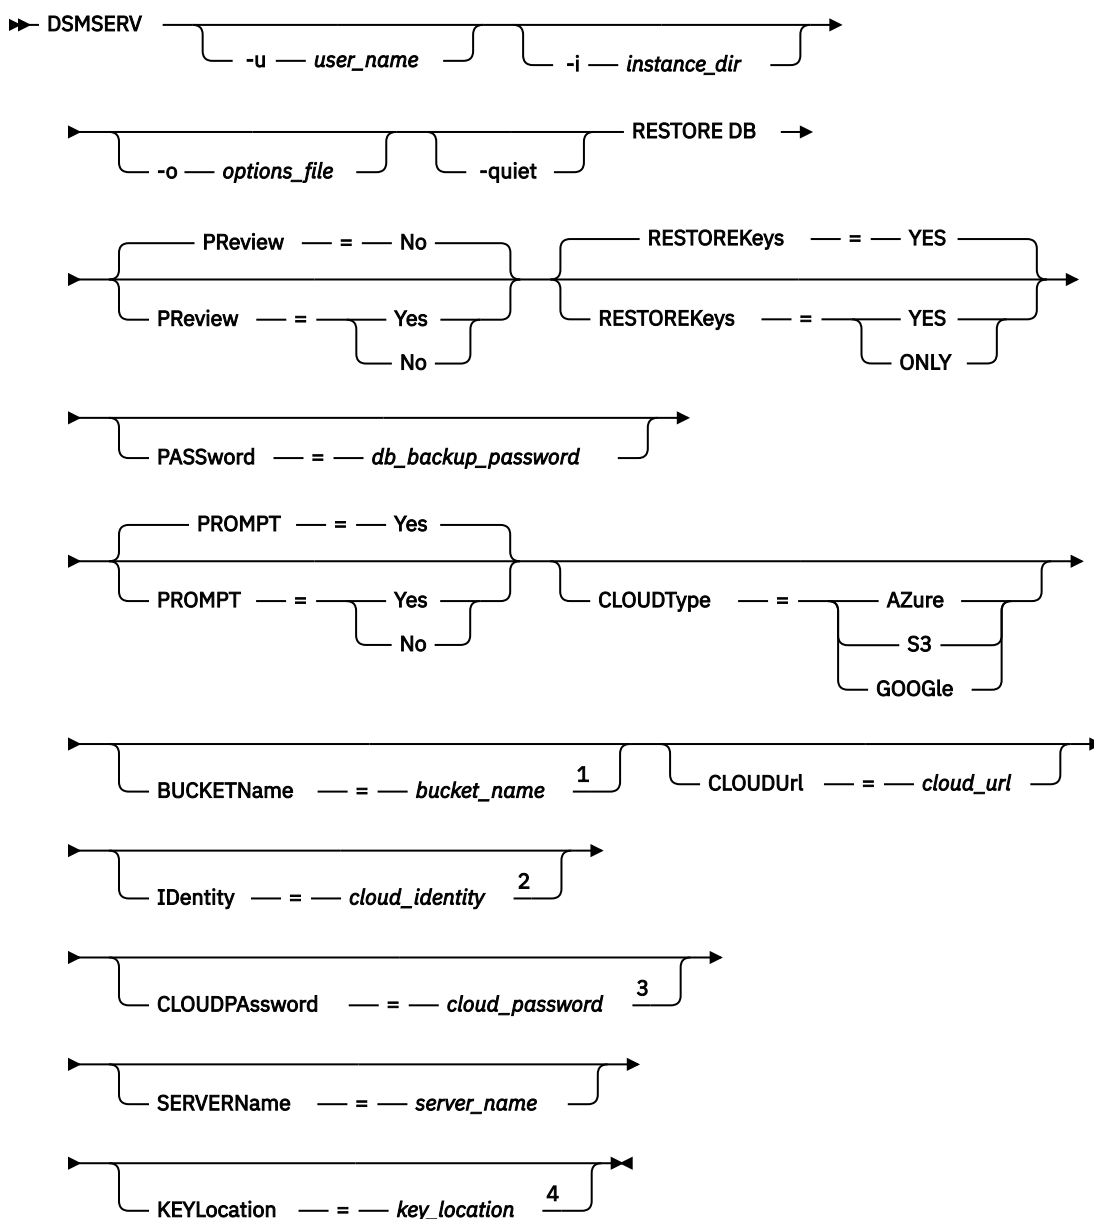 DSMSERV
-u user_name -i instance_dir
RESTORE DB
-o options_file -quiet
PReview = No RESTOREKeys = YES
PReview = Yes RESTOREKeys = YES
No ONLY
PASSword = db_backup_password
PROMPT = Yes
PROMPT = Yes CLOUDType = AZure
No S3
GOOGle
BUCKETName = bucket_name 1 CLOUDUrl = cloud_url
IDentity = cloud_identity 2
CLOUDPAssword = cloud_password 3
SERVERName = server_name
KEYLocation = key_location 4